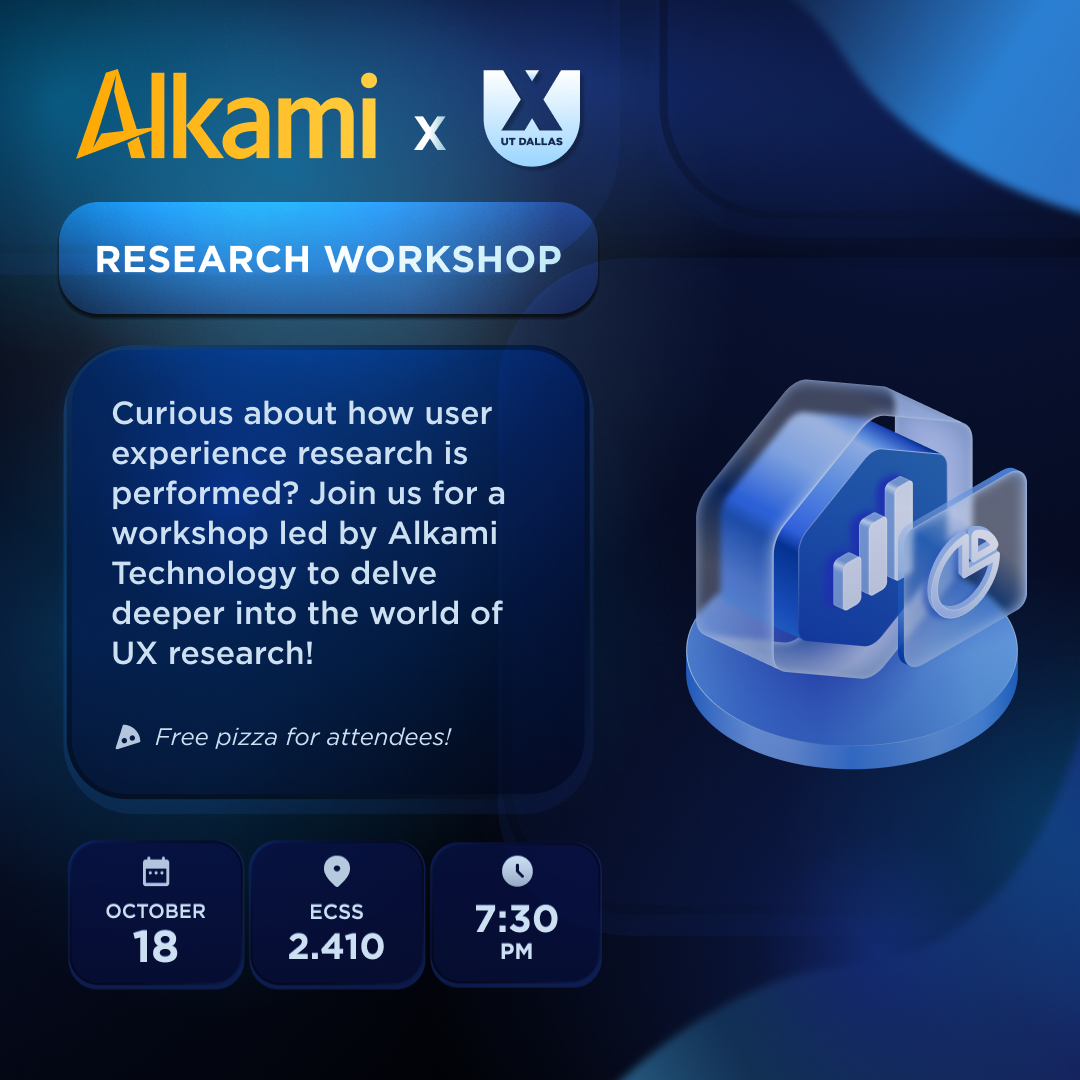 Alkami x UX UT DALLAS
RESEARCH WORKSHOP
Curious about how user
experience research is
performed? Join us for a
workshop led by Alkami
Technology to delve
deeper into the world of
UX research!
Free pizza for attendees!
OCTOBER
18
ECSS
2.410
7:30
PM